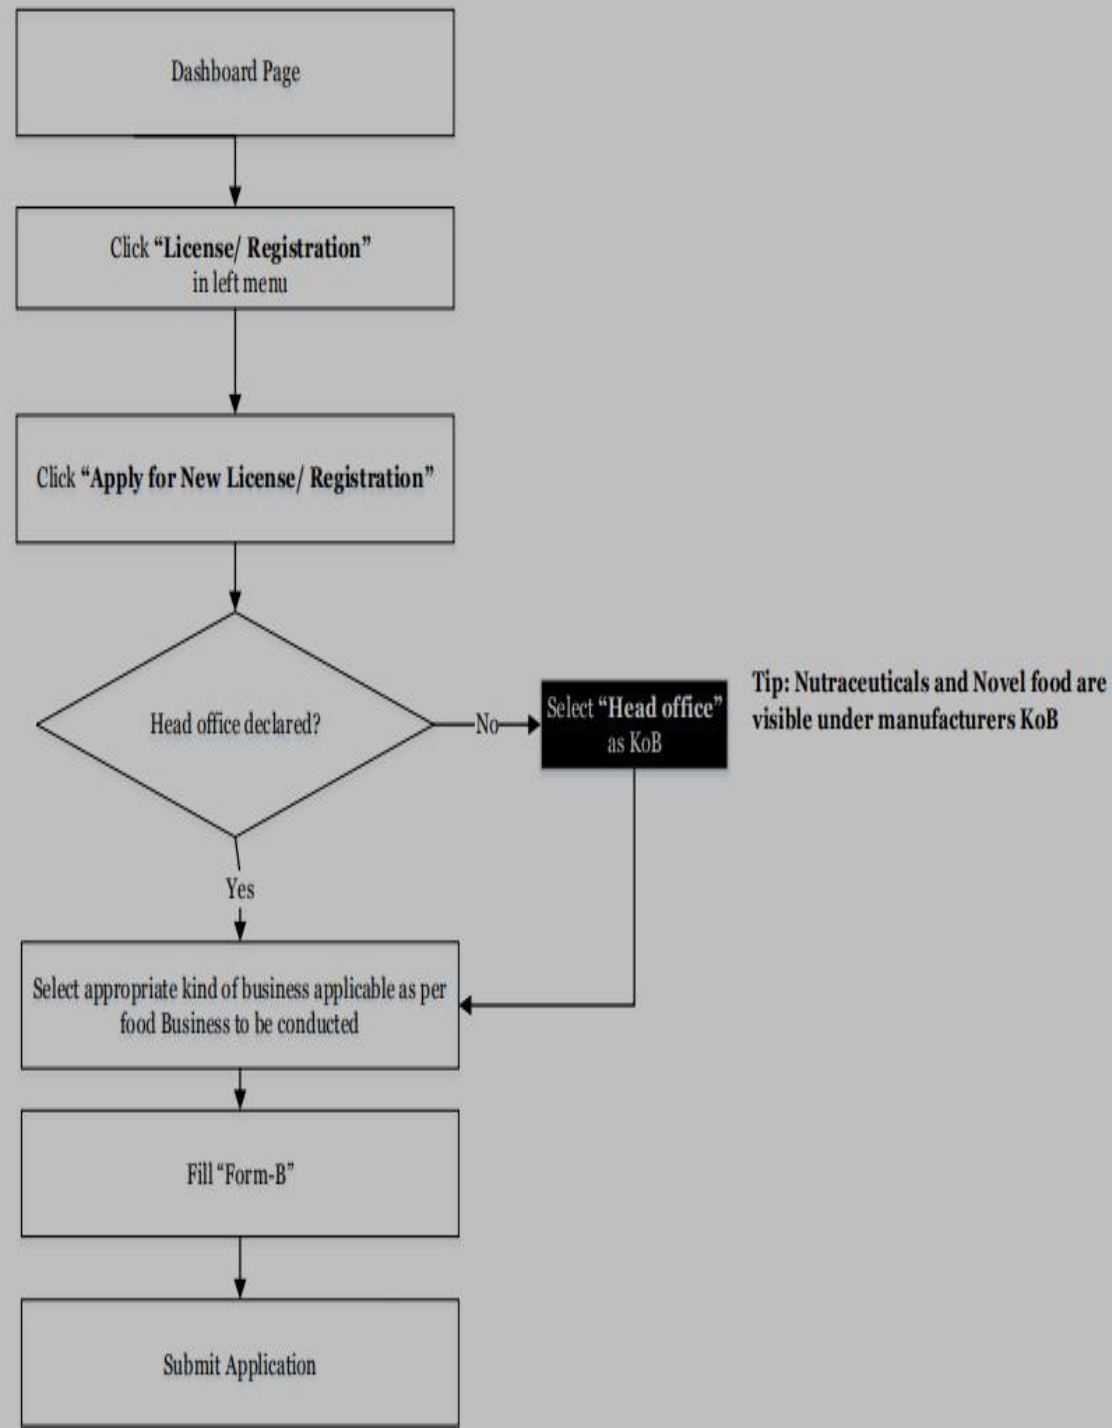 Dashboard Page
Click “License/ Registration”
in left menu
Click “Apply for New License/ Registration”
Head office declared?
No
Select “Head office”
as KoB
Tip: Nutraceuticals and Novel food are
visible under manufacturers KoB
Yes
Select appropriate kind of business applicable as per
food Business to be conducted
Fill “Form-B”
Submit Application